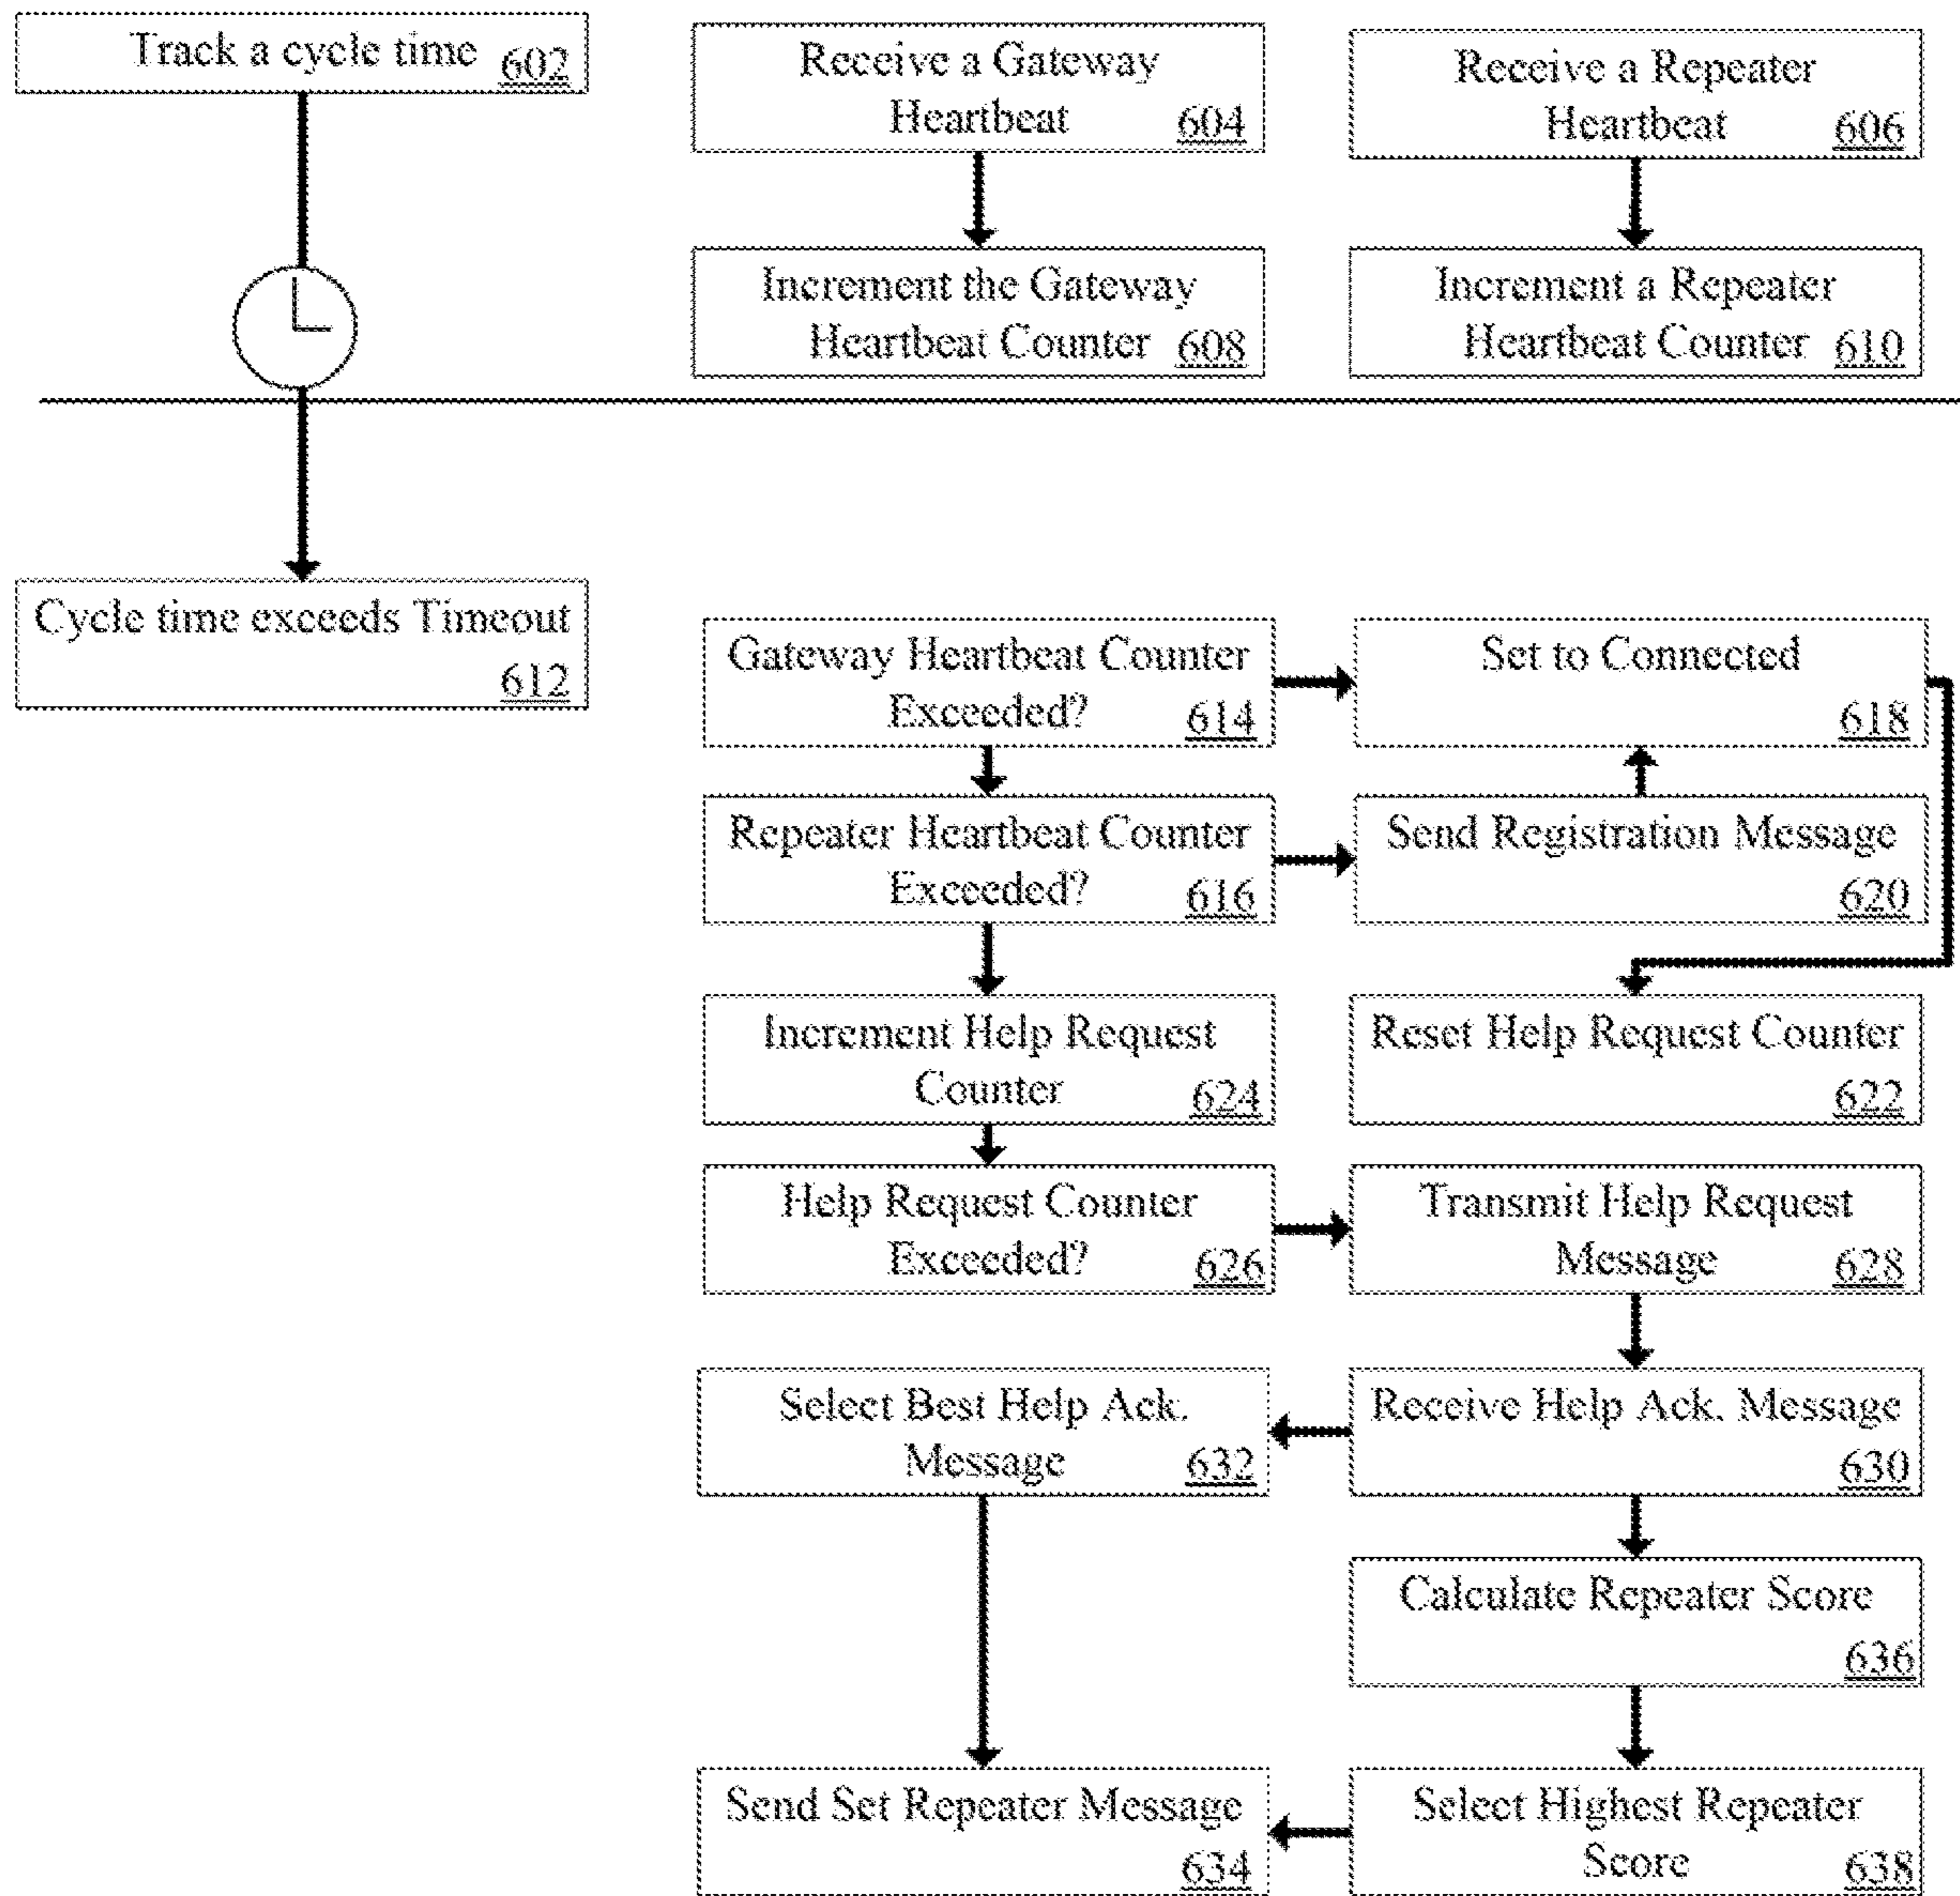 Track a cycle time 602
Receive a Gateway
Heartbeat 604
Receive a Repeater
Heartbeat 606
Increment the Gateway
Heartbeat Counter 608
Increment a Repeater
Heartbeat Counter 610
Cycle time exceeds Timeout
612
Gateway Heartbeat Counter
Exceeded? 614
Set to Connected
618
Repeater Heartbeat Counter
Exceeded? 616
Send Registration Message
620
Increment Help Request
Counter 624
Reset Help Request Counter
622
Help Request Counter
Exceeded? 626
Transmit Help Request
Message 628
Select Best Help Ack.
Message 632
Receive Help Ack. Message
630
Calculate Repeater Score
636
Send Set Repeater Message
634
Select Highest Repeater
Score 638